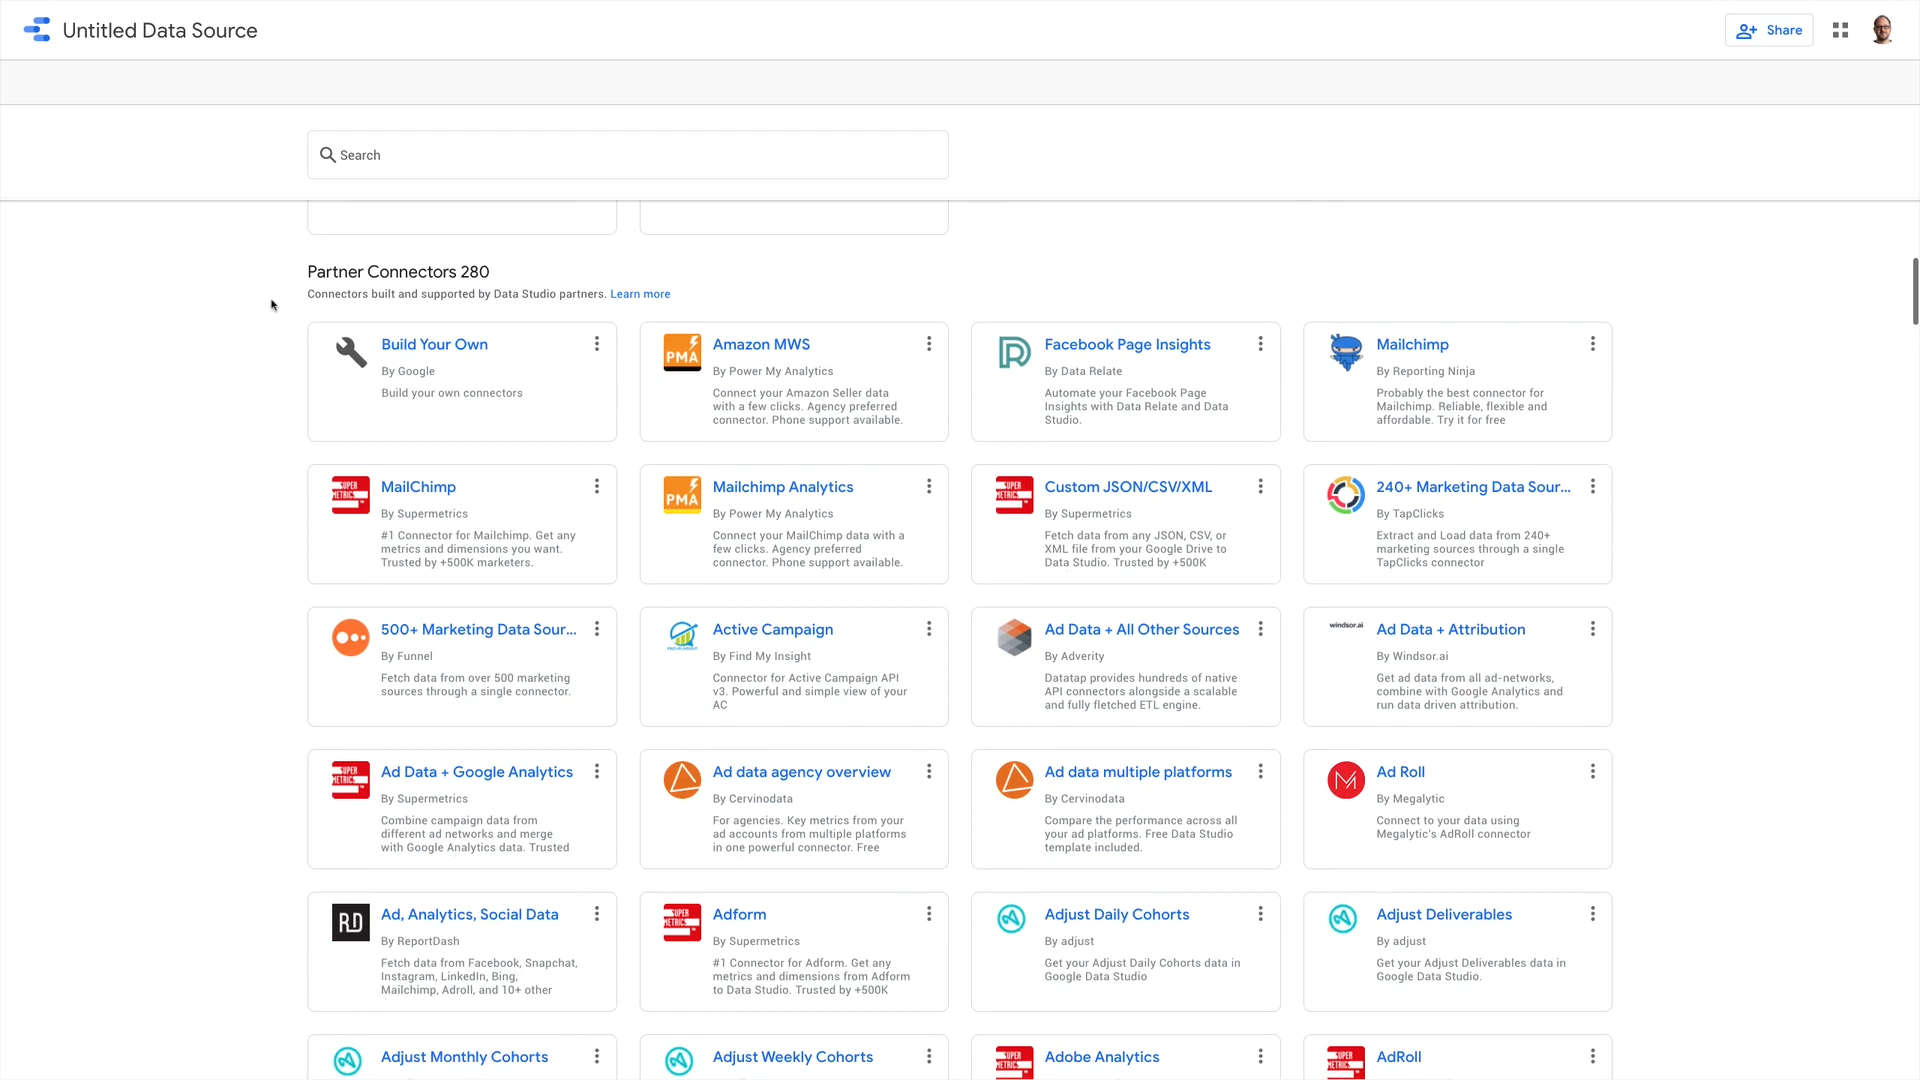 Untitled Data Source
Share
Search
Partner Connectors 280
Connectors built and supported by Data Studio partners. Learn more
Build Your Own
By Google
Build your own connectors
PMA
Amazon MWS
By Power My Analytics
Connect your Amazon Seller data
with a few clicks. Agency preferred
connector. Phone support available.
Facebook Page Insights
By Data Relate
Automate your Facebook Page
Insights with Data Relate and Data
Studio.
Mailchimp
By Reporting Ninja
Probably the best connector for
Mailchimp. Reliable, flexible and
affordable. Try it for free
SUPER
METRICS
MailChimp
By Supermetrics
#1 Connector for Mailchimp. Get any
metrics and dimensions you want.
Trusted by +500K marketers.
PMA
Mailchimp Analytics
By Power My Analytics
Connect your MailChimp data with a
few clicks. Agency preferred
connector. Phone support available.
SUPER
METRICS
Custom JSON/CSV/XML
By Supermetrics
Fetch data from any JSON, CSV, or
XML file from your Google Drive to
Data Studio. Trusted by +500K
240+ Marketing Data Sour...
By TapClicks
Extract and Load data from 240+
marketing sources through a single
TapClicks connector
500+ Marketing Data Sour...
By Funnel
Fetch data from over 500 marketing
sources through a single connector.
FIND MY INSIGHT
Active Campaign
By Find My Insight
Connector for Active Campaign API
v3. Powerful and simple view of your
AC
Ad Data + All Other Sources
By Adverity
Datatap provides hundreds of native
API connectors alongside a scalable
and fully fletched ETL engine.
windsor.ai
Ad Data + Attribution
By Windsor.ai
Get ad data from all ad-networks,
combine with Google Analytics and
run data driven attribution.
SUPER
METRICS
Ad Data + Google Analytics
By Supermetrics
Combine campaign data from
different ad networks and merge
with Google Analytics data. Trusted
Ad data agency overview
By Cervinodata
For agencies. Key metrics from your
ad accounts from multiple platforms
in one powerful connector. Free
Ad data multiple platforms
By Cervinodata
Compare the performance across all
your ad platforms. Free Data Studio
template included.
Ad Roll
By Megalytic
Connect to your data using
Megalytic's AdRoll connector
RD
Ad, Analytics, Social Data
By ReportDash
Fetch data from Facebook, Snapchat,
Instagram, LinkedIn, Bing,
Mailchimp, Adroll, and 10+ other
SUPER
METRICS
Adform
By Supermetrics
#1 Connector for Adform. Get any
metrics and dimensions from Adform
to Data Studio. Trusted by +500K
Adjust Daily Cohorts
By adjust
Get your Adjust Daily Cohorts data in
Google Data Studio
Adjust Deliverables
By adjust
Get your Adjust Deliverables data in
Google Data Studio.
Adjust Monthly Cohorts
Adjust Weekly Cohorts
SUPER
METRICS
Adobe Analytics
SUPER
METRICS
AdRoll